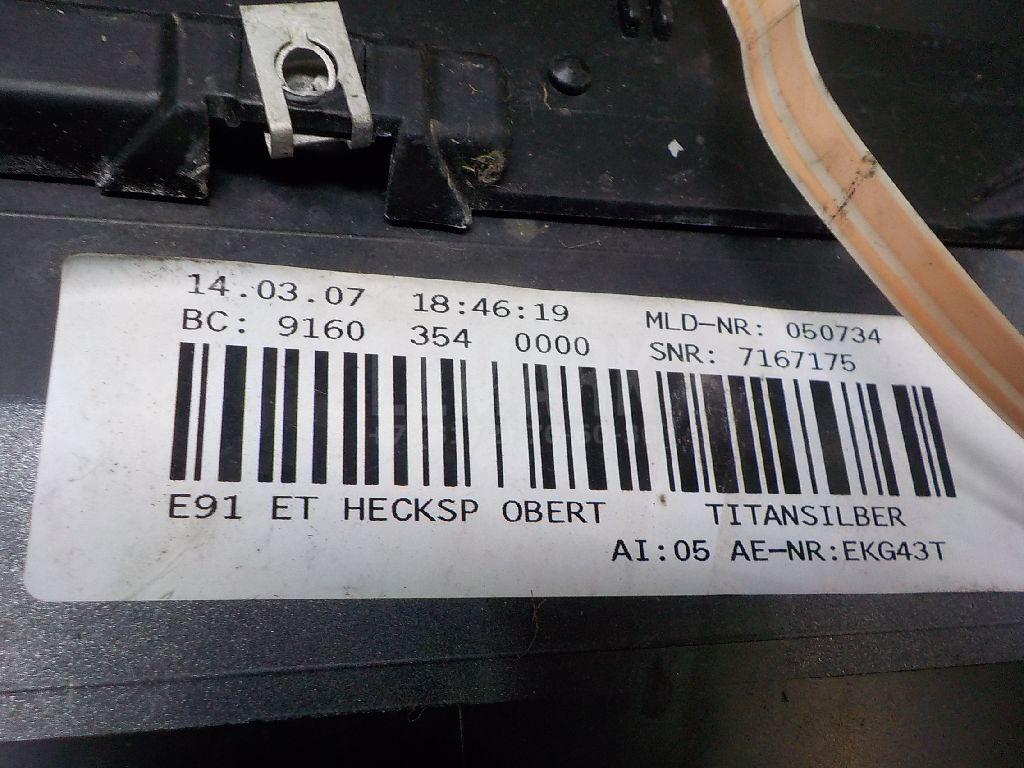 14.03.07 18:46:19 MLD-NR: 050734
BC: 9160 354 0000 SNR: 7167175
E91 ET HECKSP OBERT TITANSILBER
AI:05 AE-NR:EKG43T